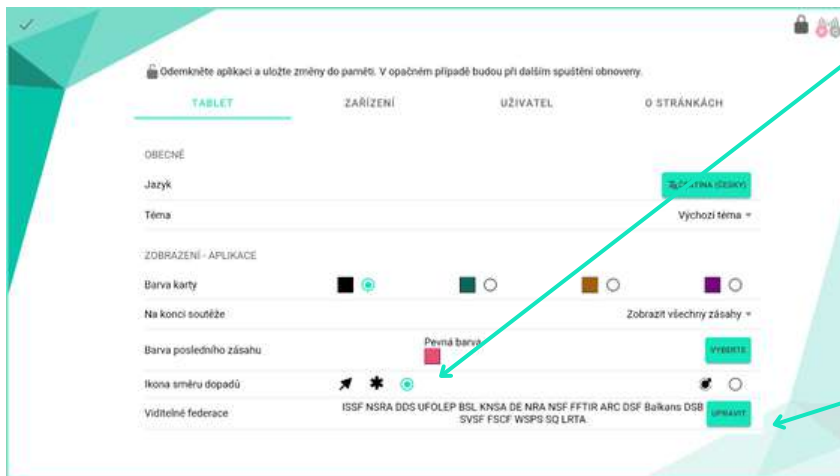 Odemkněte aplikaci a uložte změny do paměti. V opačném případě budou při dalším spuštění obnoveny.
TABLET ZAŘÍZENÍ UŽIVATEL O STRÁNKÁCH
OBECNÉ
Jazyk (ČESKY)
Téma Výchozí téma
ZOBRAZENÍ - APLIKACE
Barva karty
Na konci soutěže Zobrazit všechny zásahy
Pevná barva
Barva posledního zásahu VYBERTE
Ikona směru dopadů
Viditelné federace ISSF NSRA DDS UFOLEP BSL KNSA DE NRA NSF FFTIR ARC DSF Balkans DSB UPRAVIT
SVSF FSCF WSPS SQ LRTA